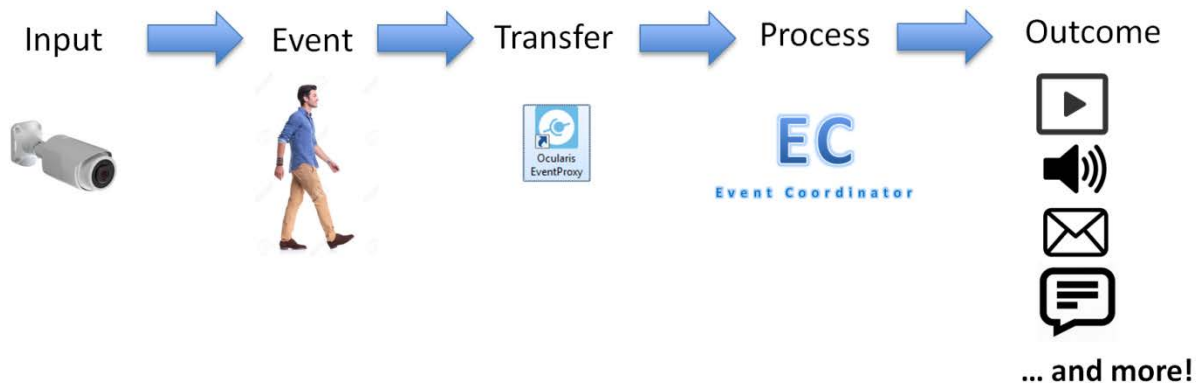 Input
Event
Transfer
Process
Outcome
Ocularis
EventProxy
EC
Event Coordinator
... and more!